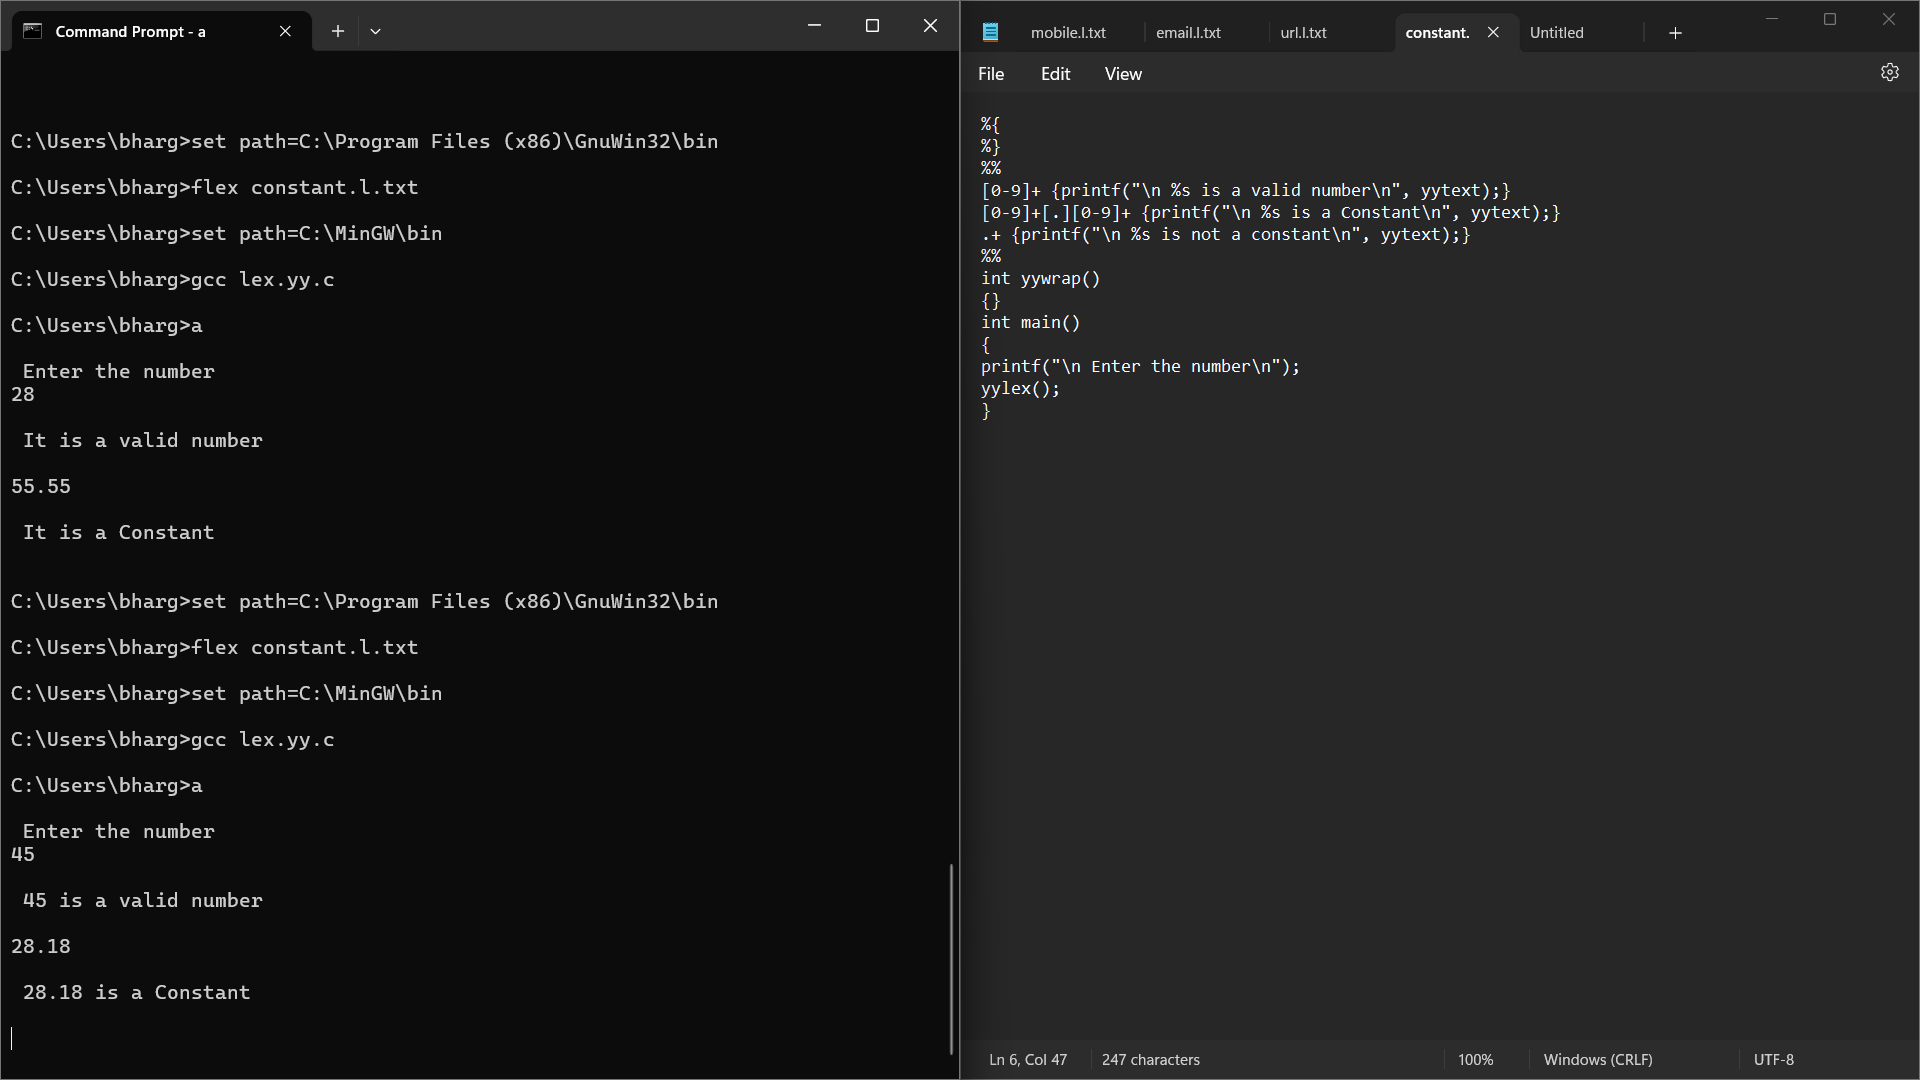 Command Prompt - a
C:\Users\bharg>set path=C:\Program Files (x86)\GnuWin32\bin
C:\Users\bharg>flex constant.l.txt
C:\Users\bharg>set path=C:\MinGW\bin
C:\Users\bharg>gcc lex.yy.c
C:\Users\bharg>a
Enter the number
28
It is a valid number
55.55
It is a Constant
C:\Users\bharg>set path=C:\Program Files (x86)\GnuWin32\bin
C:\Users\bharg>flex constant.l.txt
C:\Users\bharg>set path=C:\MinGW\bin
C:\Users\bharg>gcc lex.yy.c
C:\Users\bharg>a
Enter the number
45
45 is a valid number
28.18
28.18 is a Constant
mobile.l.txt email.l.txt url.l.txt constant. Untitled
File Edit View
%{
%}
%%
[0-9]+ {printf("\n %s is a valid number\n", yytext);}
[0-9]+[.][0-9]+ {printf("\n %s is a Constant\n", yytext);}
.+ {printf("\n %s is not a constant\n", yytext);}
%%
int yywrap()
{}
int main()
{
printf("\n Enter the number\n");
yylex();
}
Ln 6, Col 47 247 characters 100% Windows (CRLF) UTF-8